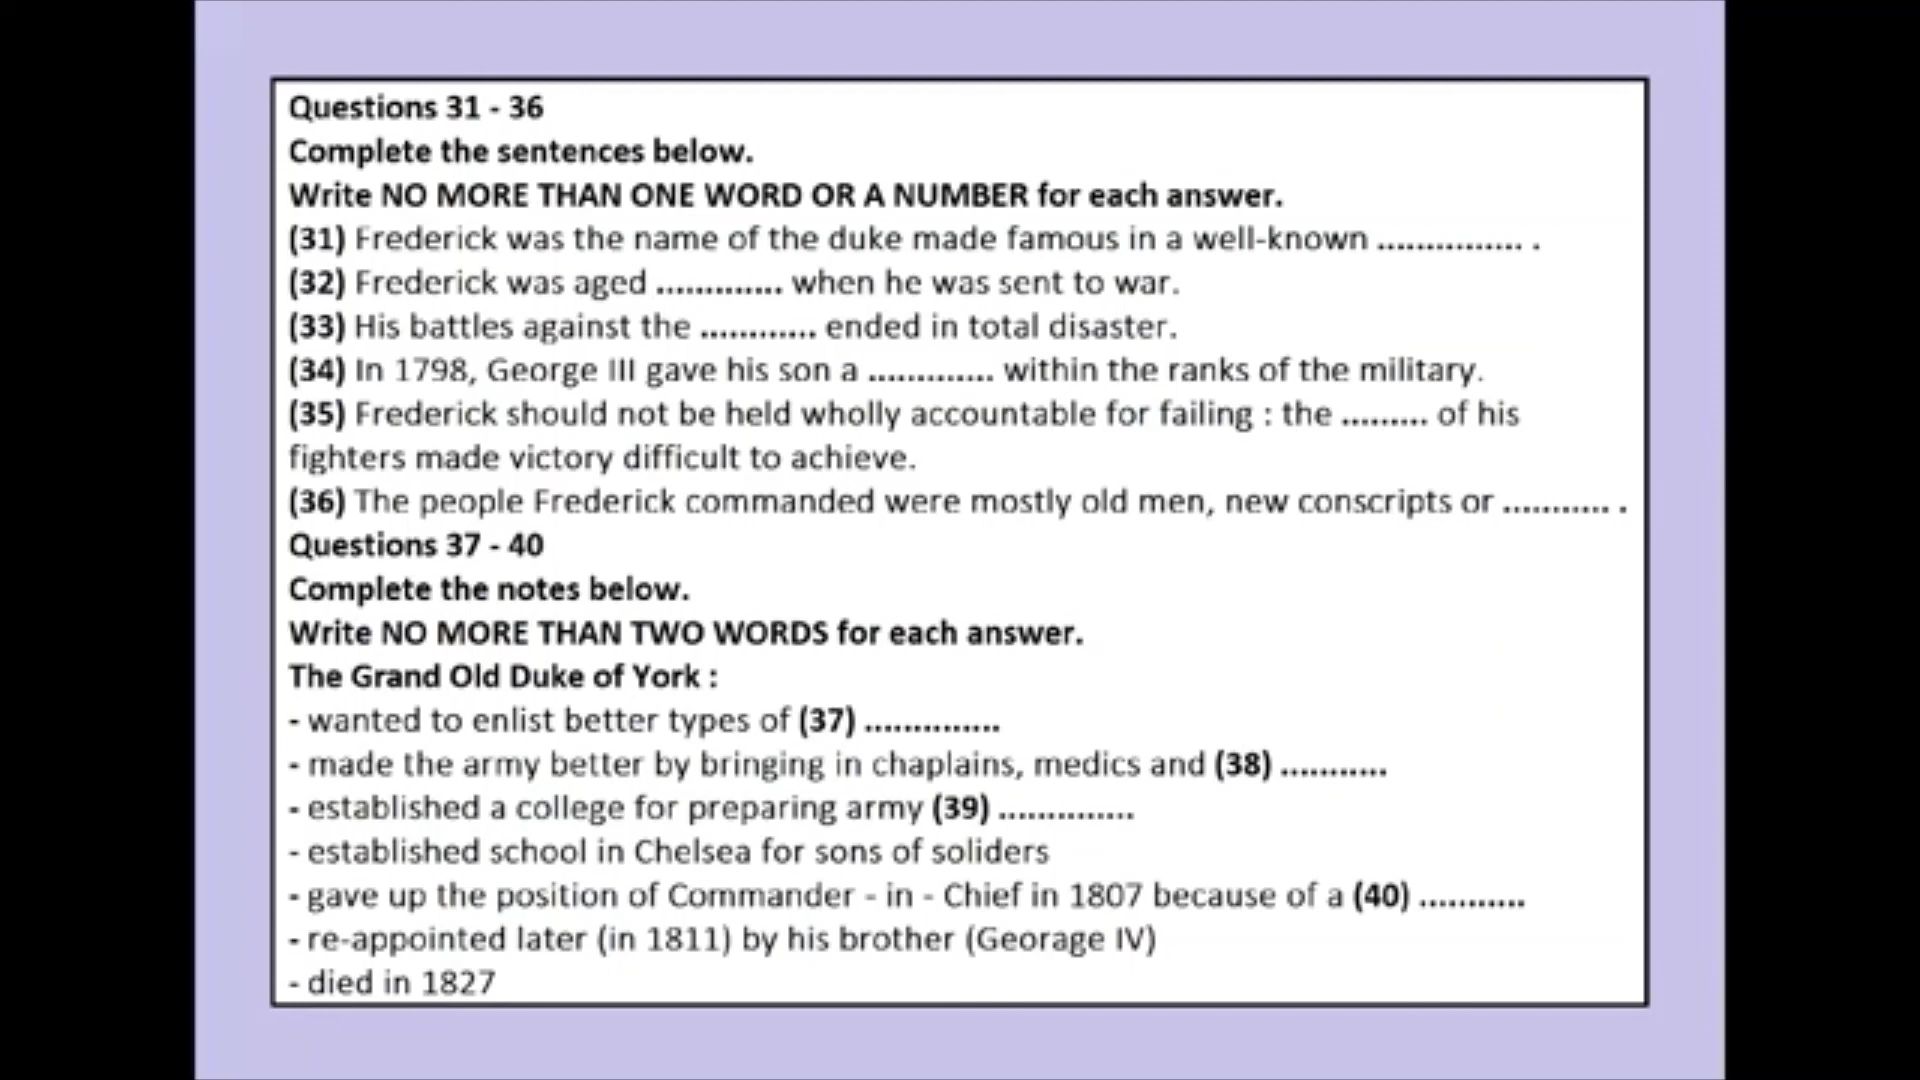 Questions 31 - 36
Complete the sentences below.
Write NO MORE THAN ONE WORD OR A NUMBER for each answer.
(31) Frederick was the name of the duke made famous in a well-known ............... .
(32) Frederick was aged ............. when he was sent to war.
(33) His battles against the ............ ended in total disaster.
(34) In 1798, George III gave his son a ............. within the ranks of the military.
(35) Frederick should not be held wholly accountable for failing : the ......... of his
fighters made victory difficult to achieve.
(36) The people Frederick commanded were mostly old men, new conscripts or ........... .
Questions 37 - 40
Complete the notes below.
Write NO MORE THAN TWO WORDS for each answer.
The Grand Old Duke of York :
- wanted to enlist better types of (37) ..............
- made the army better by bringing in chaplains, medics and (38) ...........
- established a college for preparing army (39) ..............
- established school in Chelsea for sons of soliders
- gave up the position of Commander - in - Chief in 1807 because of a (40) ...........
- re-appointed later (in 1811) by his brother (Georage IV)
- died in 1827